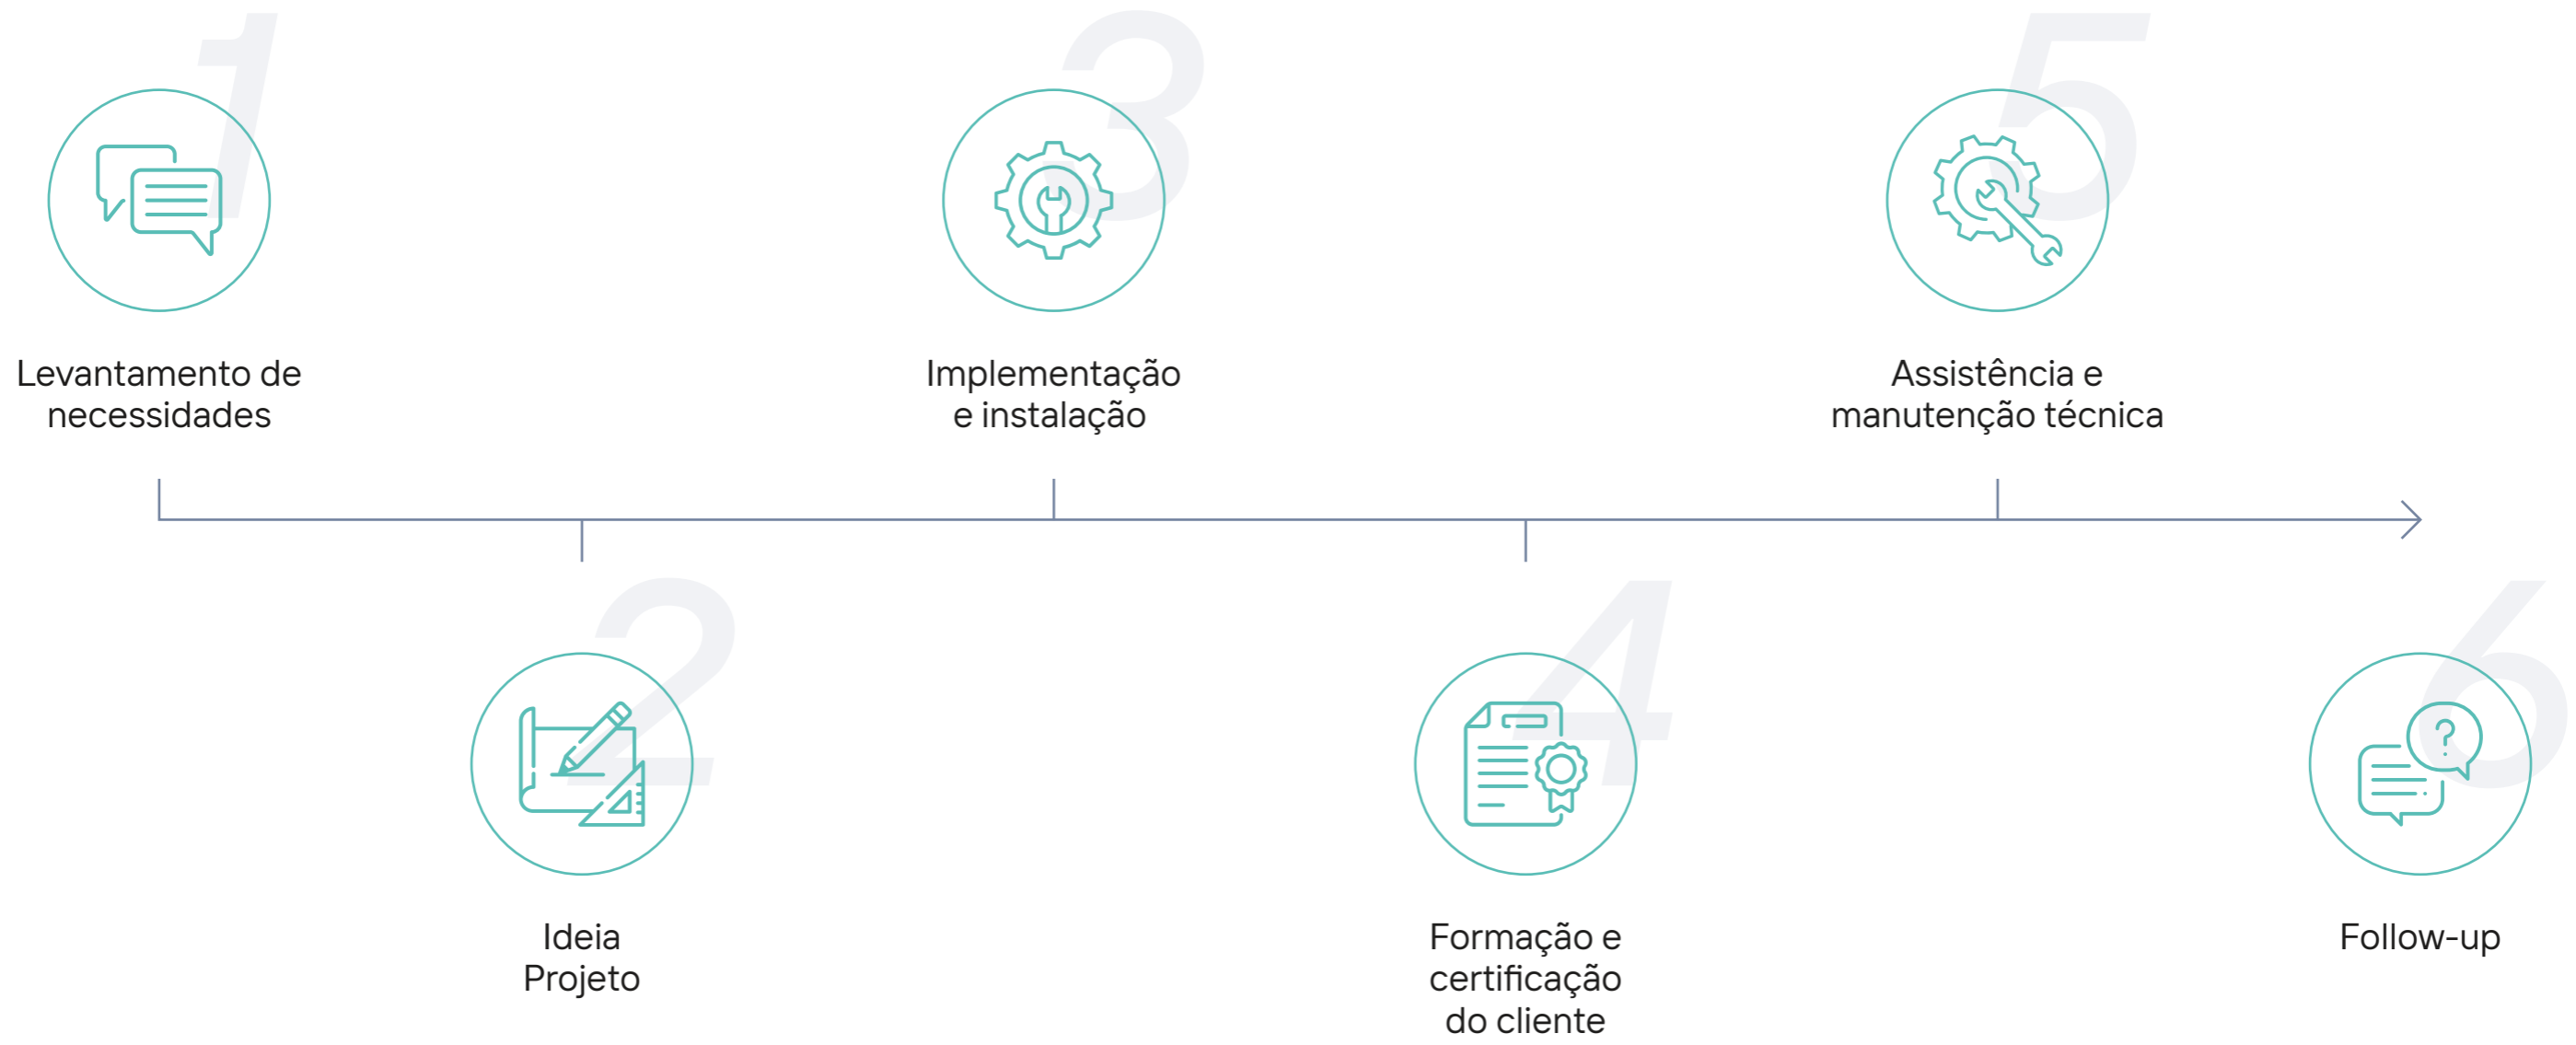 1
Levantamento de
necessidades
2
Ideia
Projeto
3
Implementação
e instalação
4
Formação e
certificação
do cliente
5
Assistência e
manutenção técnica
6
?
Follow-up